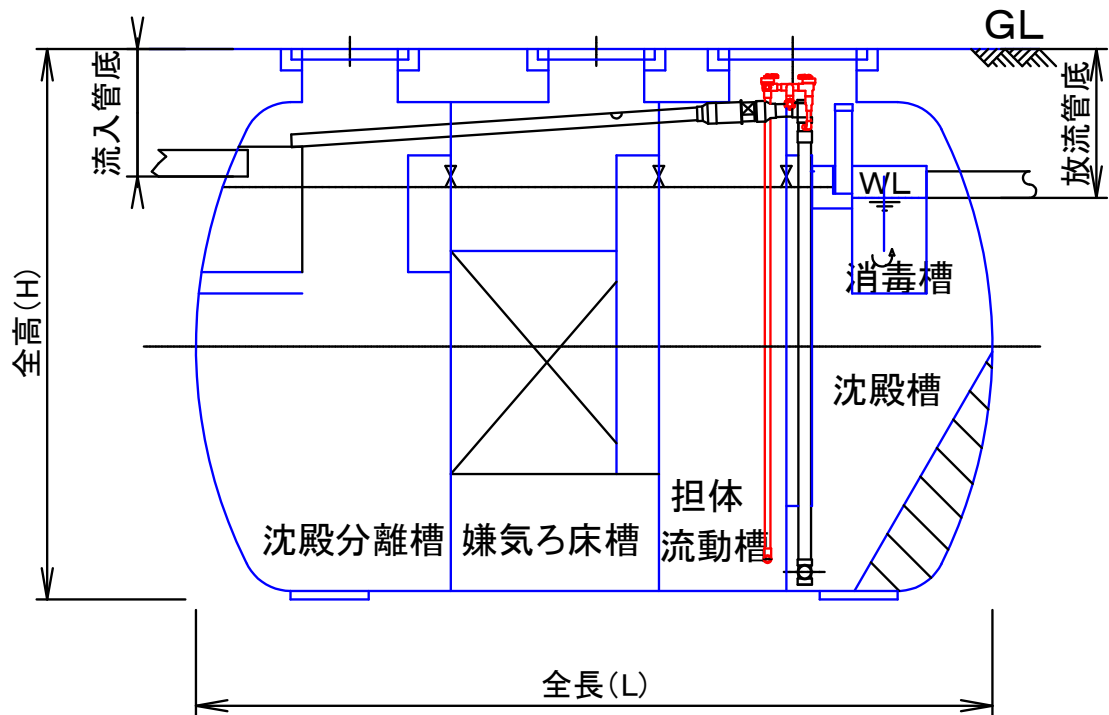 GL
流入管底
放流管底
WL
消毒槽
全高(H)
沈殿槽
担体
流動槽
沈殿分離槽
嫌気ろ床槽
全長(L)